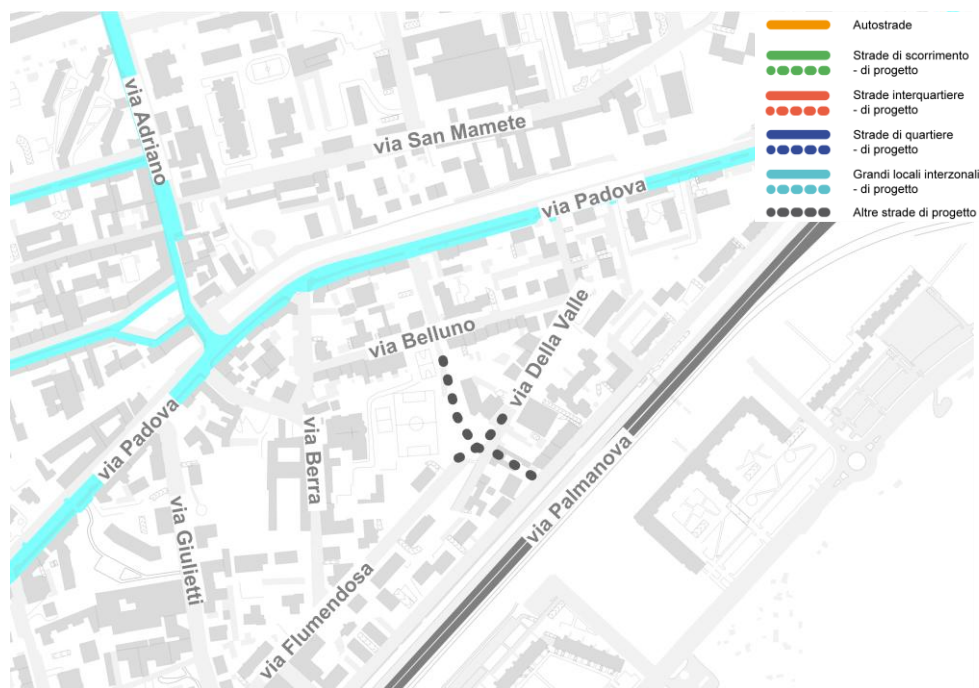 Autostrade
Strade di scorrimento
- di progetto
Strade interquartiere
- di progetto
Strade di quartiere
- di progetto
Grandi locali interzonali
- di progetto
Altre strade di progetto
via Adriano
via San Mamete
via Padova
via Belluno
via Della Valle
via Padova
via Berra
via Palmanova
via Giulietti
via Flumendosa